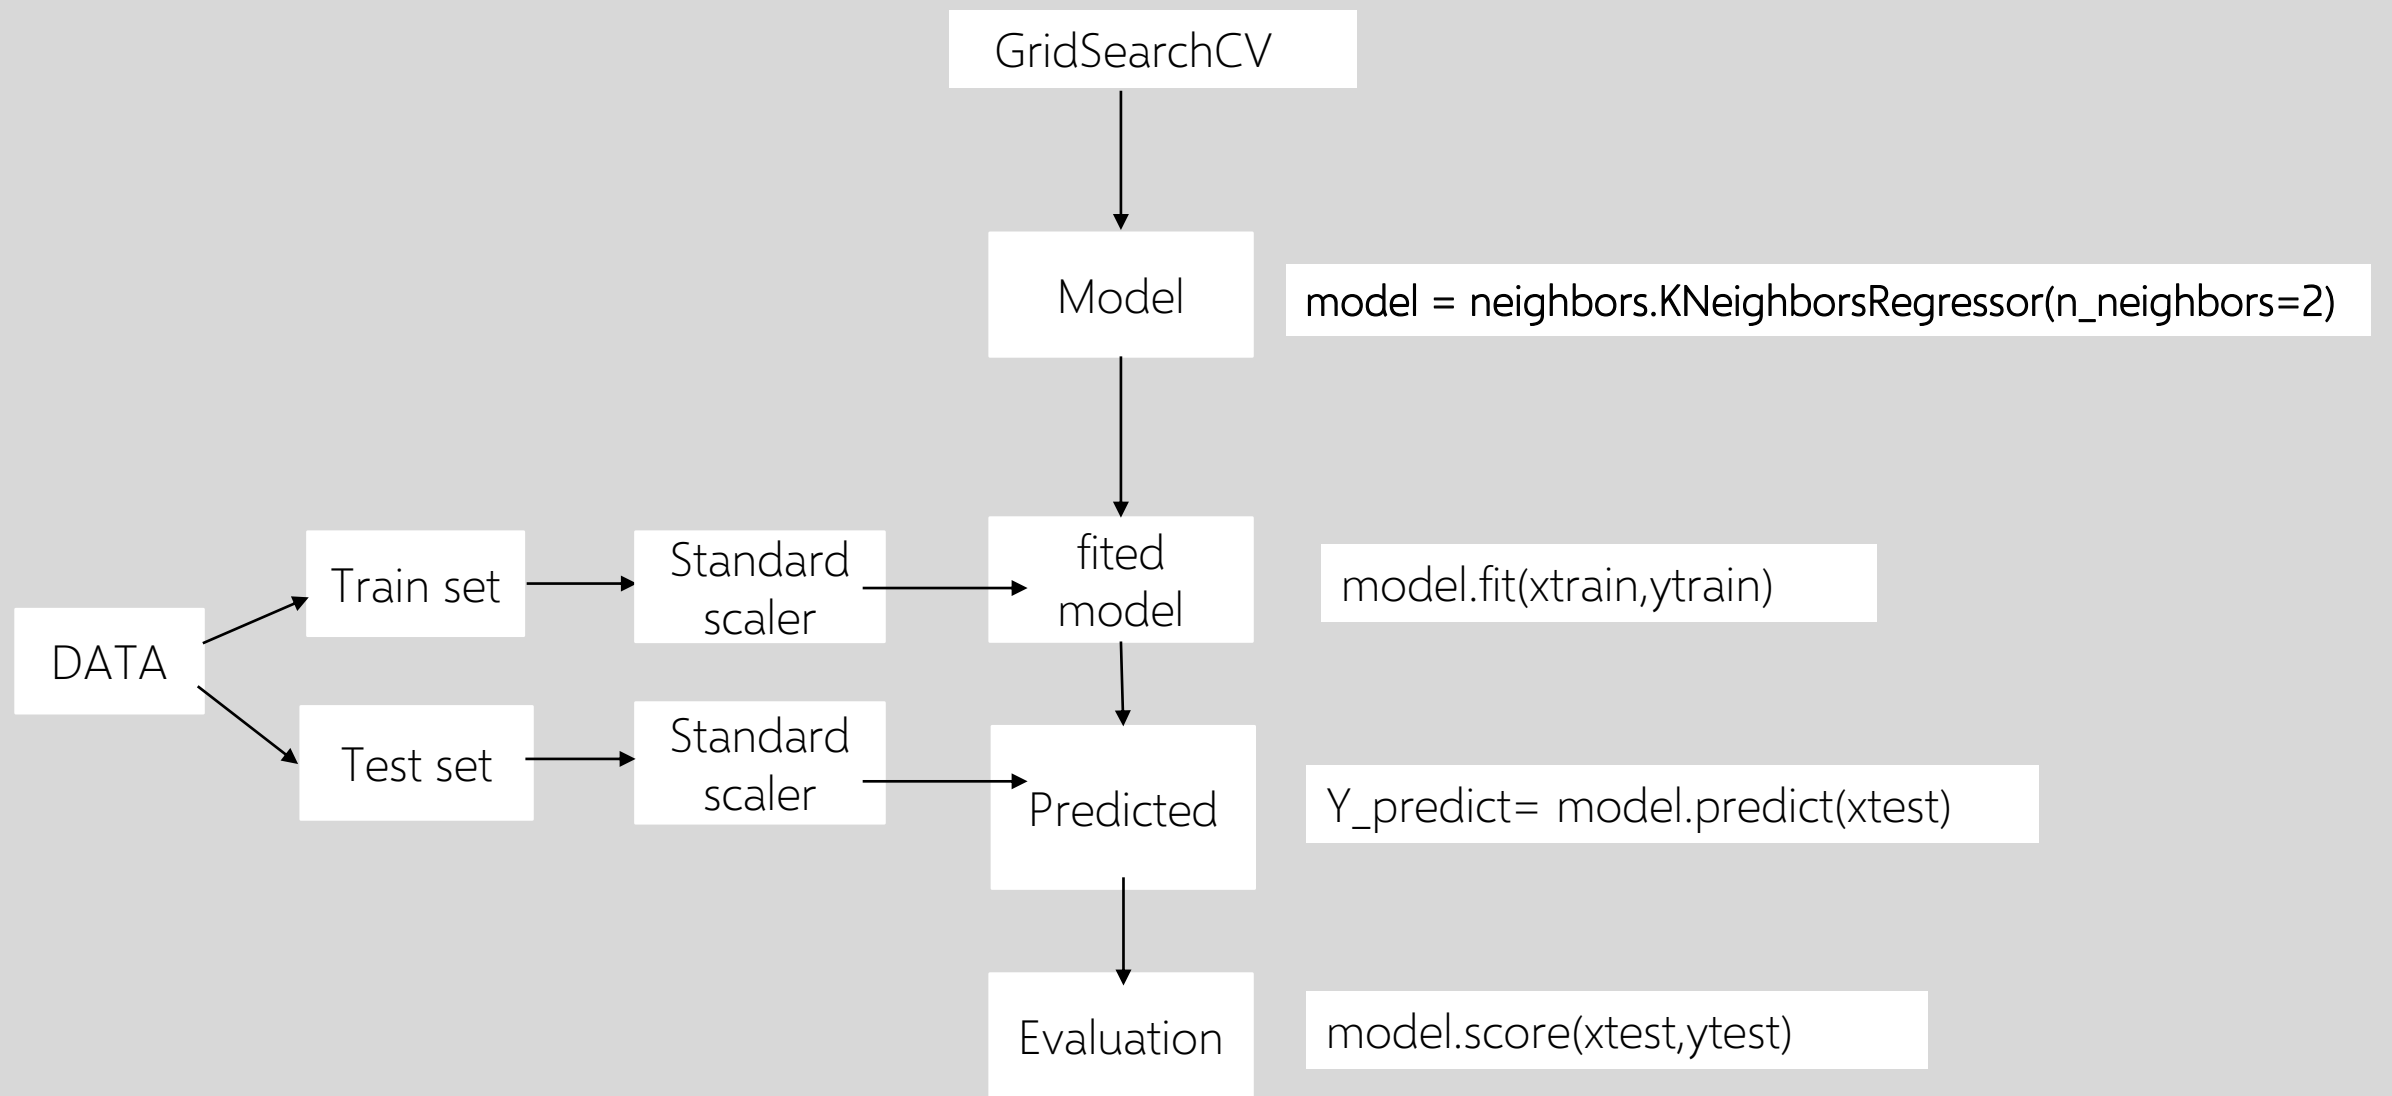 GridSearchCV
Model
model = neighbors.KNeighborsRegressor(n_neighbors=2)
fited
model
model.fit(xtrain,ytrain)
Standard
scaler
Train set
DATA
Test set
Standard
scaler
Predicted
Y_predict= model.predict(xtest)
Evaluation
model.score(xtest,ytest)